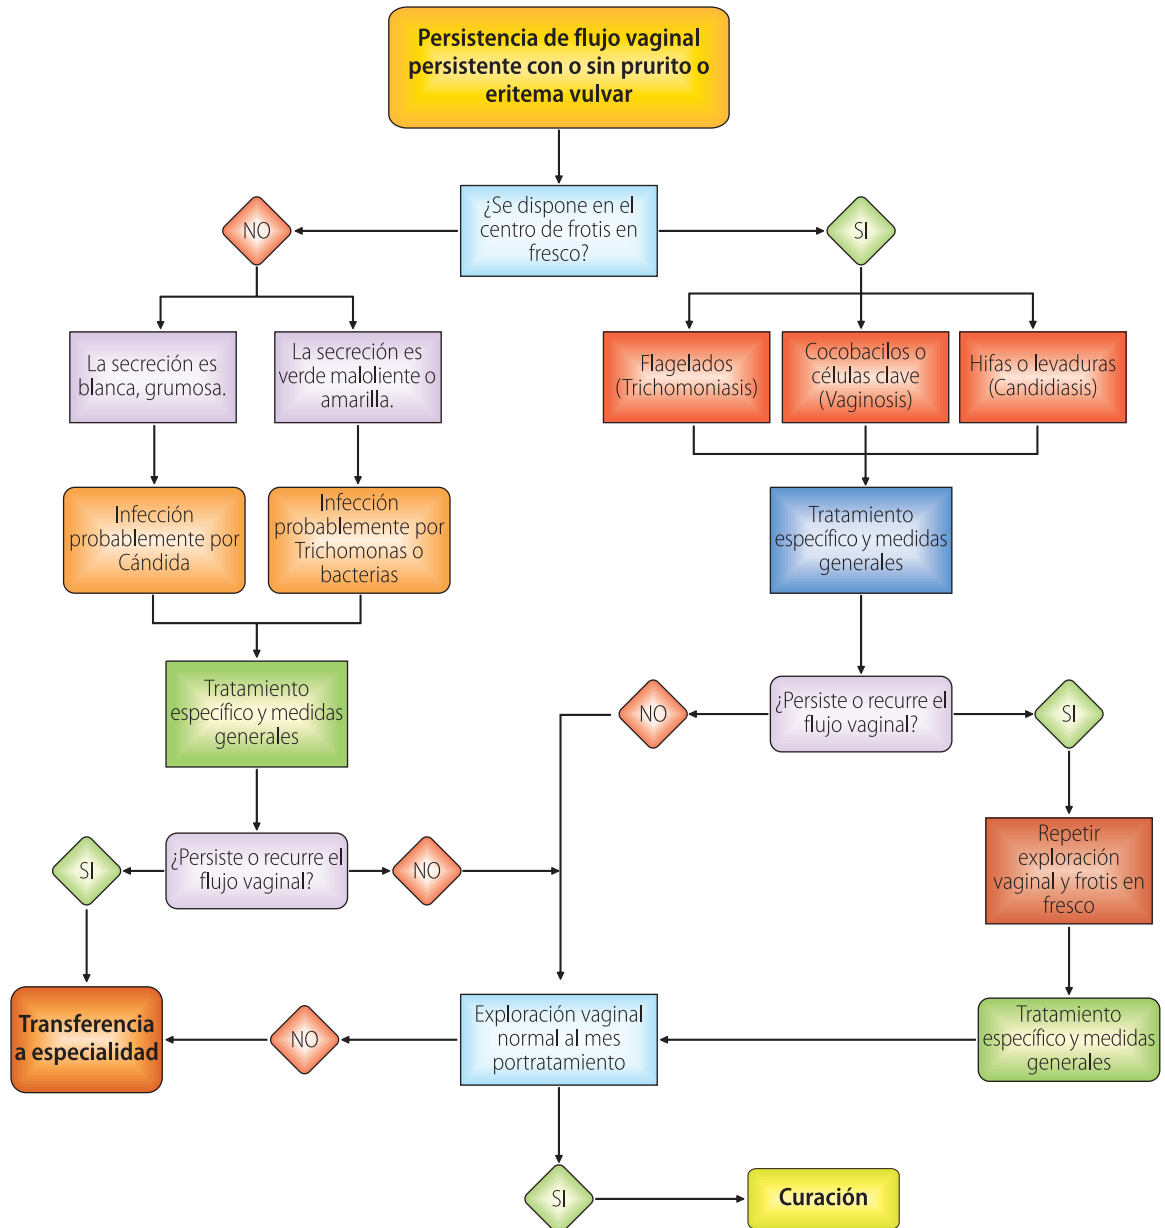 Persistencia de flujo vaginal
persistente con o sin prurito o
eritema vulvar
¿Se dispone en el
centro de frotis en
fresco?
NO
SI
La secreción es
blanca, grumosa.
La secreción es
verde maloliente o
amarilla.
Flagelados
(Trichomoniasis)
Cocobacilos o
células clave
(Vaginosis)
Hifas o levaduras
(Candidiasis)
Infección
probablemente por
Cándida
Infección
probablemente por
Trichomonas o
bacterias
Tratamiento
específico y medidas
generales
Tratamiento
específico y medidas
generales
¿Persiste o recurre el
flujo vaginal?
NO
SI
¿Persiste o recurre el
flujo vaginal?
SI
NO
Repetir
exploración
vaginal y frotis en
fresco
Transferencia
a especialidad
NO
Exploración vaginal
normal al mes
portratamiento
Tratamiento
específico y medidas
generales
SI
Curación